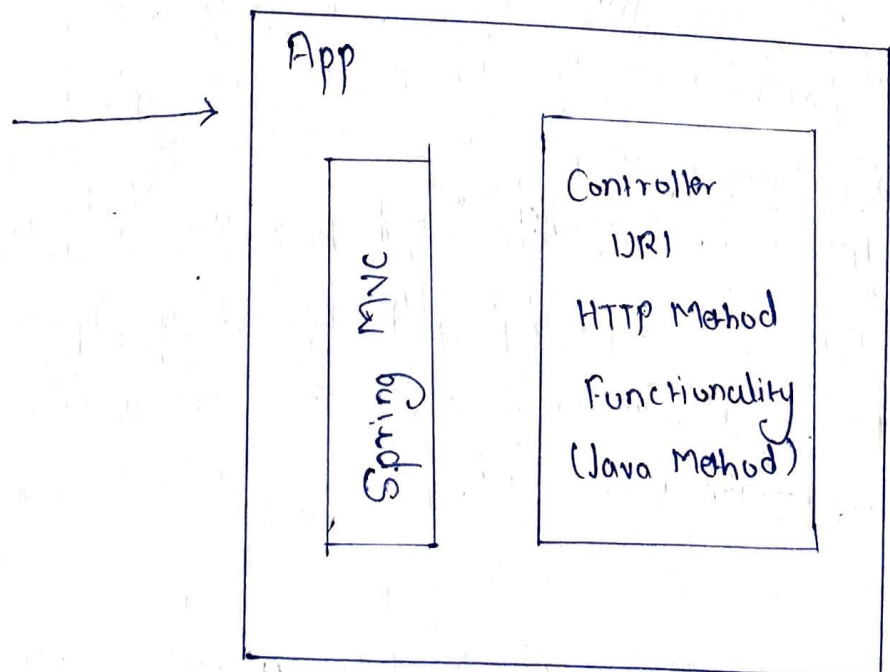 App
Spring MVC
Controller
URI
HTTP Method
Functionality
(Java Method)